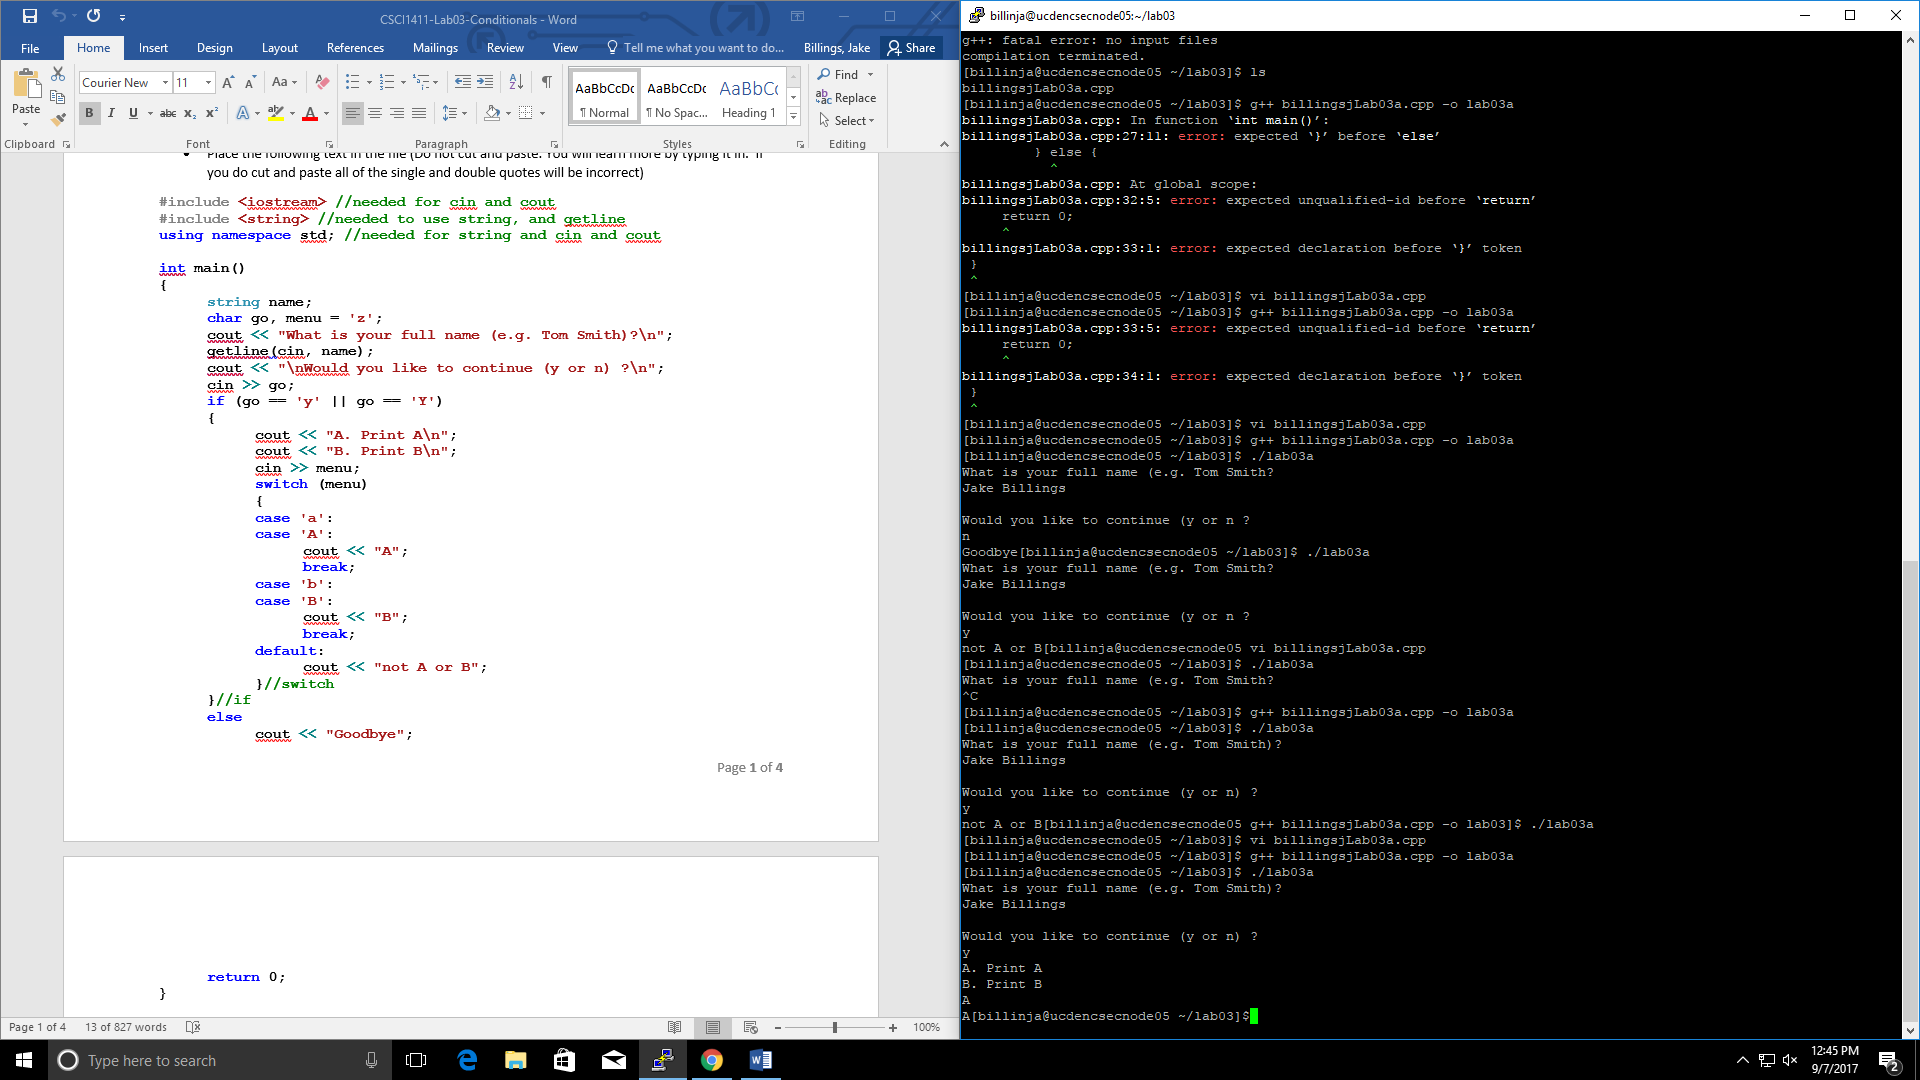 CSCI1411-Lab03-Conditionals - Word
File Home Insert Design Layout References Mailings Review View Tell me what you want to do... Billings, Jake Share
Paste
Courier New 11 A A Aa
B I U abc x₂ x² A A
AaBbCcDc AaBbCcDc AaBbCc
¶ Normal ¶ No Spac... Heading 1
Find
Replace
Select
Clipboard Font Paragraph Styles Editing
• Place the following text in the file (Do not cut and paste. You will learn more by typing it in. If
you do cut and paste all of the single and double quotes will be incorrect)
#include <iostream> //needed for cin and cout
#include <string> //needed to use string, and getline
using namespace std; //needed for string and cin and cout
int main()
{
string name;
char go, menu = 'z';
cout << "What is your full name (e.g. Tom Smith)?\n";
getline(cin, name);
cout << "\nWould you like to continue (y or n) ?\n";
cin >> go;
if (go == 'y' || go == 'Y')
{
cout << "A. Print A\n";
cout << "B. Print B\n";
cin >> menu;
switch (menu)
{
case 'a':
case 'A':
cout << "A";
break;
case 'b':
case 'B':
cout << "B";
break;
default:
cout << "not A or B";
}//switch
}//if
else
cout << "Goodbye";
Page 1 of 4
return 0;
}
Page 1 of 4 13 of 827 words 100%
billinja@ucdencsecnode05:~/lab03
g++: fatal error: no input files
compilation terminated.
[billinja@ucdencsecnode05 ~/lab03]$ ls
billingsjLab03a.cpp
[billinja@ucdencsecnode05 ~/lab03]$ g++ billingsjLab03a.cpp -o lab03a
billingsjLab03a.cpp: In function ‘int main()’:
billingsjLab03a.cpp:27:11: error: expected ‘}’ before ‘else’
} else {
^
billingsjLab03a.cpp: At global scope:
billingsjLab03a.cpp:32:5: error: expected unqualified-id before ‘return’
return 0;
^
billingsjLab03a.cpp:33:1: error: expected declaration before ‘}’ token
}
^
[billinja@ucdencsecnode05 ~/lab03]$ vi billingsjLab03a.cpp
[billinja@ucdencsecnode05 ~/lab03]$ g++ billingsjLab03a.cpp -o lab03a
billingsjLab03a.cpp:33:5: error: expected unqualified-id before ‘return’
return 0;
^
billingsjLab03a.cpp:34:1: error: expected declaration before ‘}’ token
}
^
[billinja@ucdencsecnode05 ~/lab03]$ vi billingsjLab03a.cpp
[billinja@ucdencsecnode05 ~/lab03]$ g++ billingsjLab03a.cpp -o lab03a
[billinja@ucdencsecnode05 ~/lab03]$ ./lab03a
What is your full name (e.g. Tom Smith?
Jake Billings
Would you like to continue (y or n ?
n
Goodbye[billinja@ucdencsecnode05 ~/lab03]$ ./lab03a
What is your full name (e.g. Tom Smith?
Jake Billings
Would you like to continue (y or n ?
y
not A or B[billinja@ucdencsecnode05 vi billingsjLab03a.cpp
[billinja@ucdencsecnode05 ~/lab03]$ ./lab03a
What is your full name (e.g. Tom Smith?
^C
[billinja@ucdencsecnode05 ~/lab03]$ g++ billingsjLab03a.cpp -o lab03a
[billinja@ucdencsecnode05 ~/lab03]$ ./lab03a
What is your full name (e.g. Tom Smith)?
Jake Billings
Would you like to continue (y or n) ?
y
not A or B[billinja@ucdencsecnode05 g++ billingsjLab03a.cpp -o lab03]$ ./lab03a
[billinja@ucdencsecnode05 ~/lab03]$ vi billingsjLab03a.cpp
[billinja@ucdencsecnode05 ~/lab03]$ g++ billingsjLab03a.cpp -o lab03a
[billinja@ucdencsecnode05 ~/lab03]$ ./lab03a
What is your full name (e.g. Tom Smith)?
Jake Billings
Would you like to continue (y or n) ?
y
A. Print A
B. Print B
A
A[billinja@ucdencsecnode05 ~/lab03]$
Type here to search
12:45 PM
9/7/2017
2